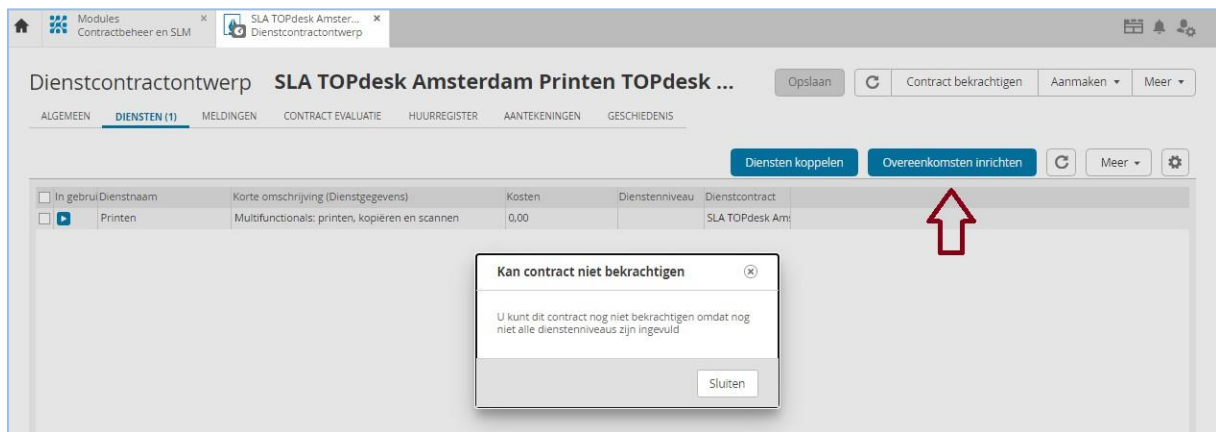 Modules
Contractbeheer en SLM
SLA TOPdesk Amster...
Dienstcontractontwerp
Dienstcontractontwerp SLA TOPdesk Amsterdam Printen TOPdesk ...
Opslaan
Contract bekrachtigen
Aanmaken
Meer
ALGEMEEN DIENSTEN (1) MELDINGEN CONTRACT EVALUATIE HUURREGISTER AANTEKENINGEN GESCHIEDENIS
Diensten koppelen Overeenkomsten inrichten Meer
In gebrui Dienstnaam Korte omschrijving (Dienstgegevens) Kosten Dienstenniveau Dienstcontract
Printen Multifunctionals: printen, kopiëren en scannen 0,00 SLA TOPdesk Am
Kan contract niet bekrachtigen
U kunt dit contract nog niet bekrachtigen omdat nog
niet alle dienstenniveaus zijn ingevuld
Sluiten